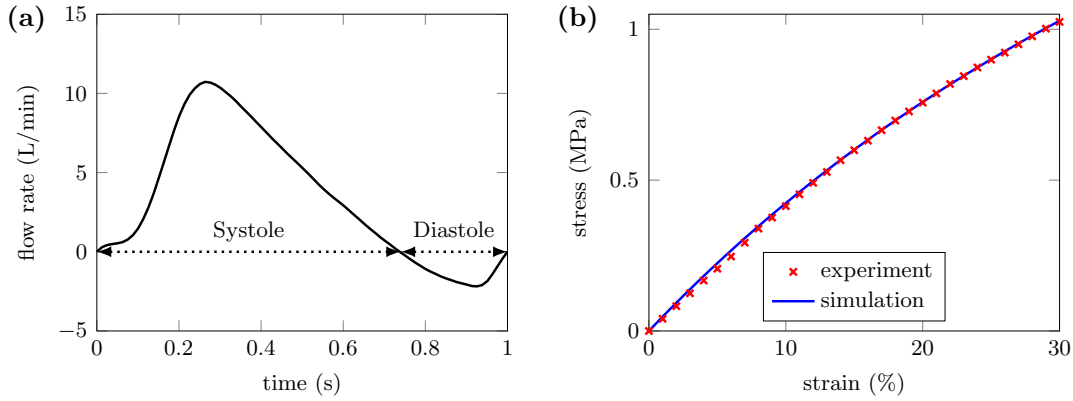 (a)
flow rate (L/min)
15
10
5
0
−5
Systole
Diastole
0
0.2
0.4
0.6
0.8
1
time (s)
(b)
stress (MPa)
1
0.5
0
experiment
simulation
0
10
20
30
strain (%)